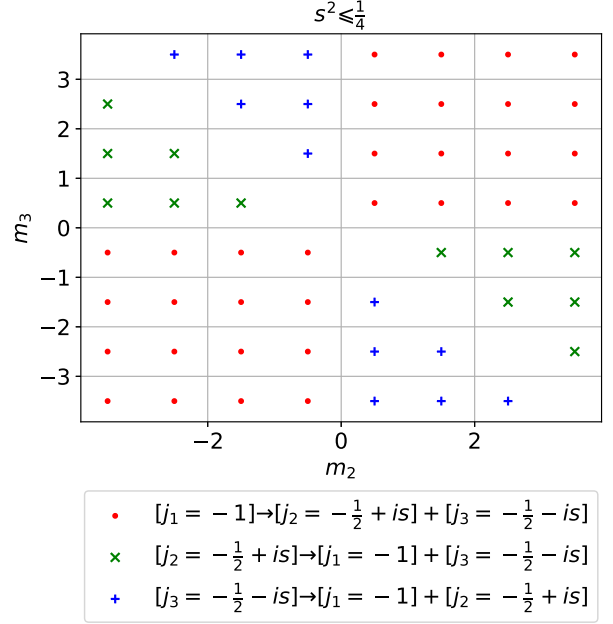 s² ⩽ 1/4
3
2
1
0
−1
−2
−3
m₃
−2 0 2
m₂
[j₁ = −1]→[j₂ = −1/2 + is] + [j₃ = −1/2 − is]
[j₂ = −1/2 + is]→[j₁ = −1] + [j₃ = −1/2 − is]
[j₃ = −1/2 − is]→[j₁ = −1] + [j₂ = −1/2 + is]